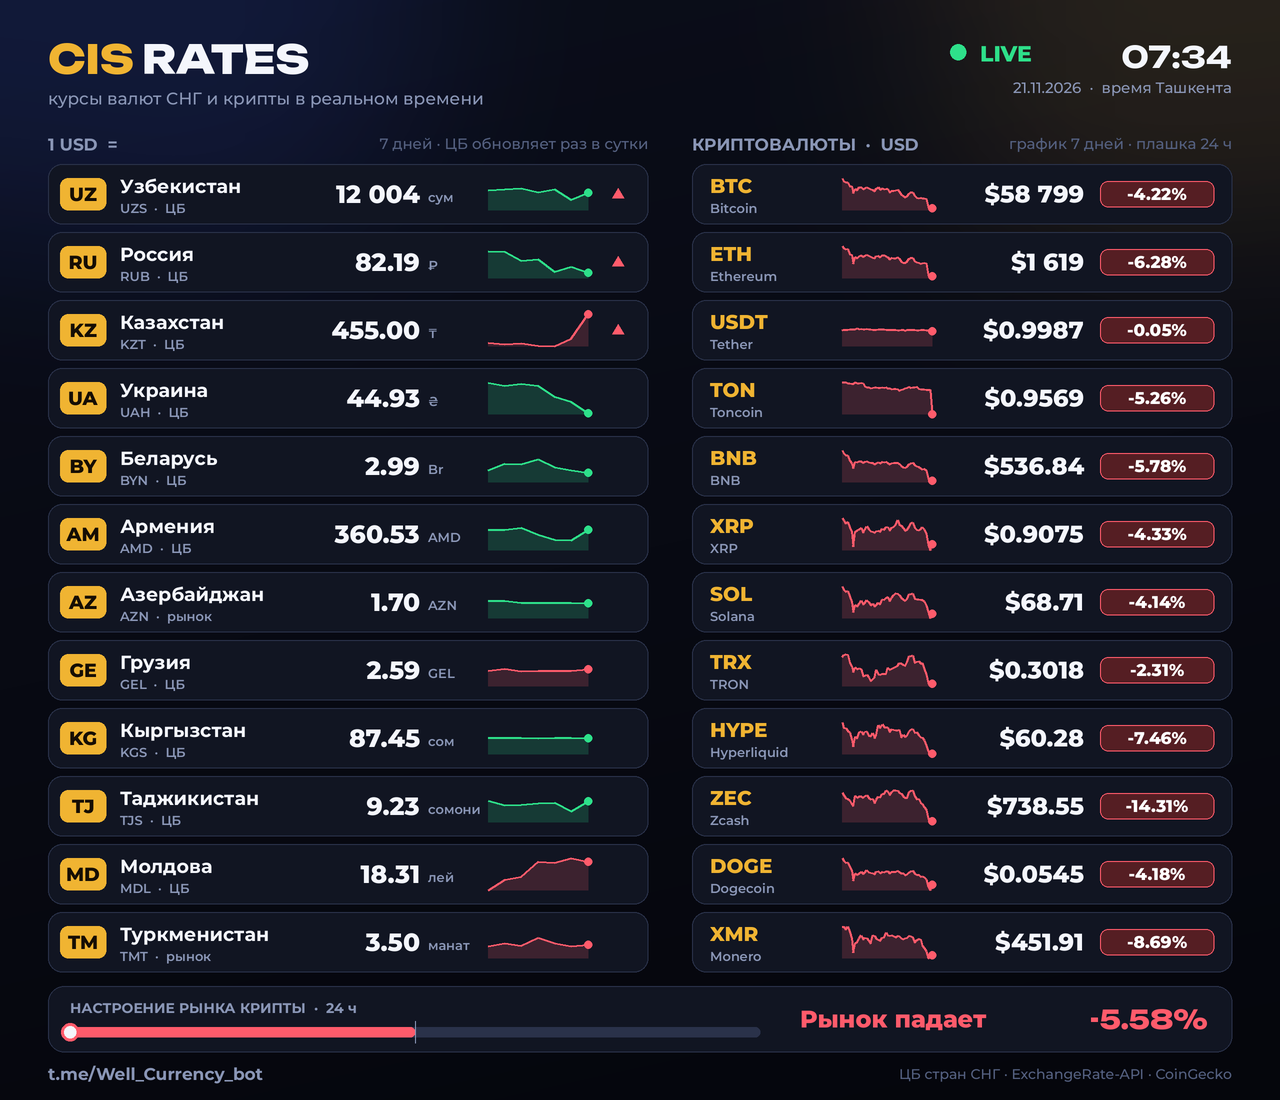 CIS RATES
курсы валют СНГ и крипты в реальном времени
LIVE
07:34
21.11.2026 · время Ташкента
1 USD =
7 дней · ЦБ обновляет раз в сутки
UZ Узбекистан 12 004 сум
UZS · ЦБ
RU Россия 82.19 ₽
RUB · ЦБ
KZ Казахстан 455.00 ₸
KZT · ЦБ
UA Украина 44.93 ₴
UAH · ЦБ
BY Беларусь 2.99 Br
BYN · ЦБ
AM Армения 360.53 AMD
AMD · ЦБ
AZ Азербайджан 1.70 AZN
AZN · рынок
GE Грузия 2.59 GEL
GEL · ЦБ
KG Кыргызстан 87.45 сом
KGS · ЦБ
TJ Таджикистан 9.23 сомони
TJS · ЦБ
MD Молдова 18.31 лей
MDL · ЦБ
TM Туркменистан 3.50 манат
TMT · рынок
КРИПТОВАЛЮТЫ · USD
график 7 дней · плашка 24 ч
BTC $58 799 -4.22%
Bitcoin
ETH $1 619 -6.28%
Ethereum
USDT $0.9987 -0.05%
Tether
TON $0.9569 -5.26%
Toncoin
BNB $536.84 -5.78%
BNB
XRP $0.9075 -4.33%
XRP
SOL $68.71 -4.14%
Solana
TRX $0.3018 -2.31%
TRON
HYPE $60.28 -7.46%
Hyperliquid
ZEC $738.55 -14.31%
Zcash
DOGE $0.0545 -4.18%
Dogecoin
XMR $451.91 -8.69%
Monero
НАСТРОЕНИЕ РЫНКА КРИПТЫ · 24 ч
Рынок падает -5.58%
t.me/Well_Currency_bot
ЦБ стран СНГ · ExchangeRate-API · CoinGecko